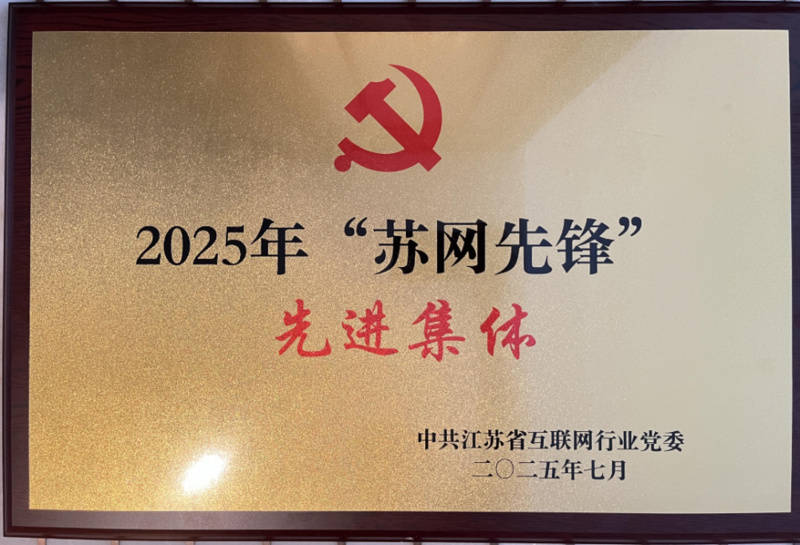 2025年“苏网先锋”
先进集体
中共江苏省互联网行业党委
二〇二五年七月